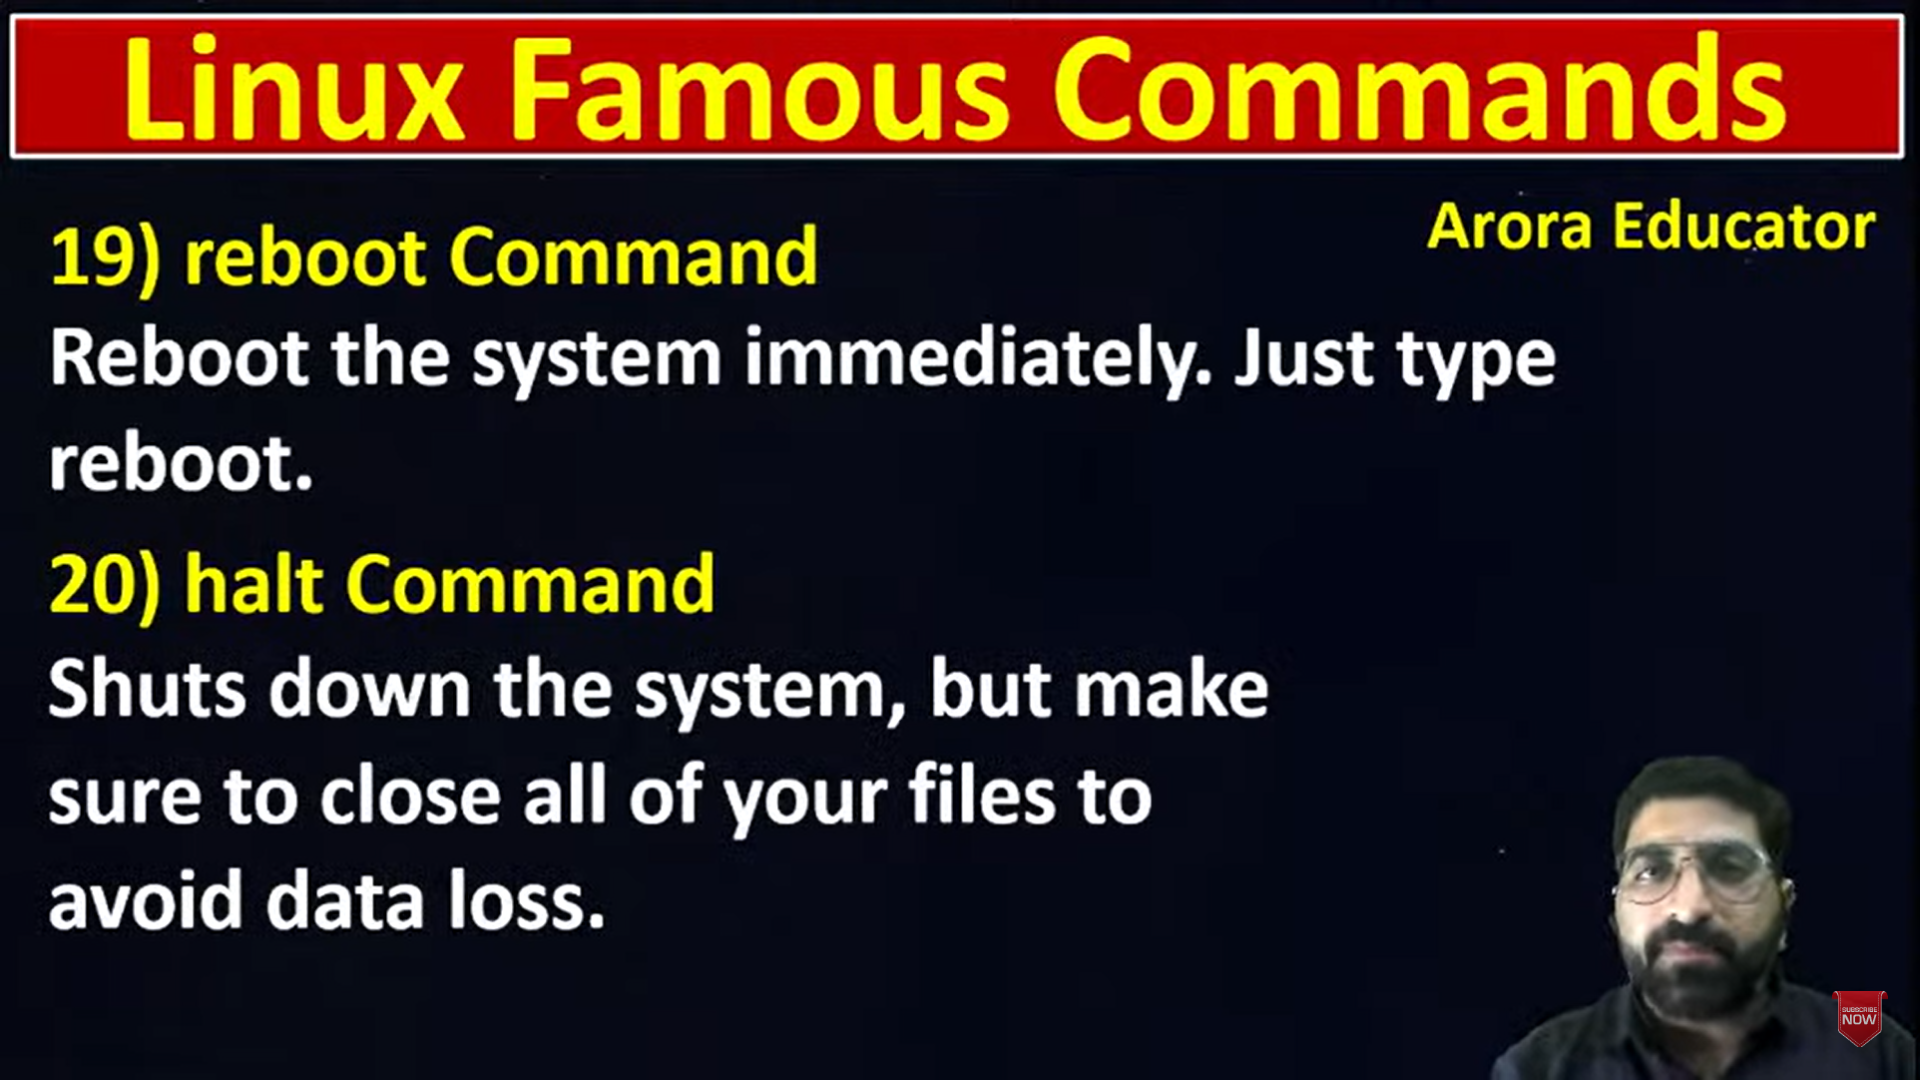 Linux Famous Commands
Arora Educator
19) reboot Command
Reboot the system immediately. Just type
reboot.
20) halt Command
Shuts down the system, but make
sure to close all of your files to
avoid data loss.
SUBSCRIBE
NOW